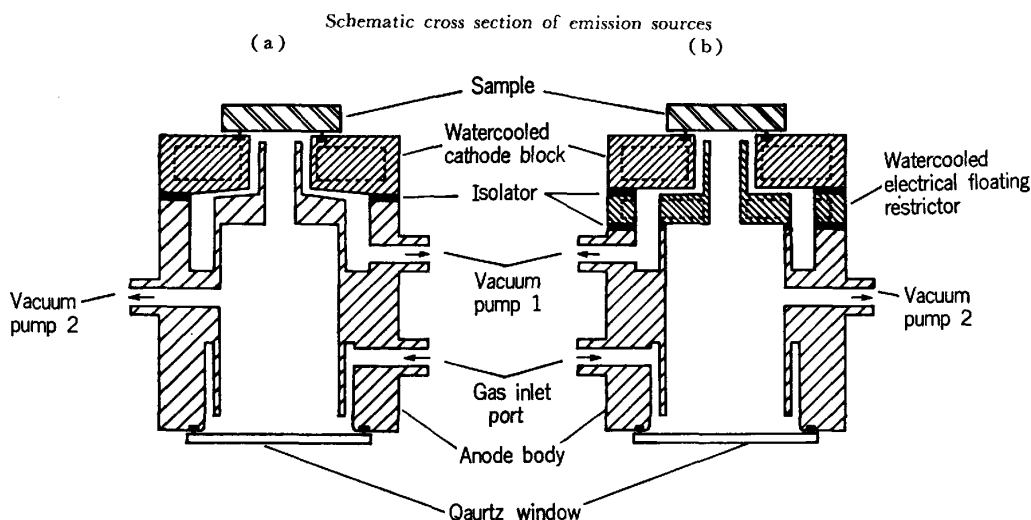 Schematic cross section of emission sources
(a)
(b)
Sample
Watercooled
cathode block
Watercooled
electrical floating
restrictor
Isolator
Vacuum
pump 1
Vacuum
pump 2
Vacuum
pump 2
Gas inlet
port
Anode body
Qaurtz window